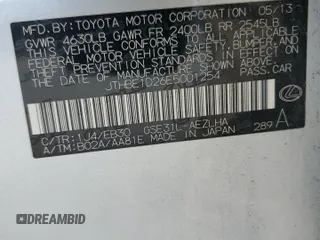 MFD.BY:TOYOTA MOTOR CORPORATION 05/13
GVWR 4630LB GAWR FR 2400LB RR 2545LB
THIS VEHICLE CONFORMS TO ALL APPLICABLE
FEDERAL MOTOR VEHICLE SAFETY, BUMPER, AND
THEFT PREVENTION STANDARDS IN EFFECT ON
THE DATE OF MANUFACTURE SHOWN ABOVE.
PASS. CAR
C/TR:1J4/EB30 GSE31L-AEZLHA
A/TM:B02A/AA81E MADE IN JAPAN 289 A
DREAMBID